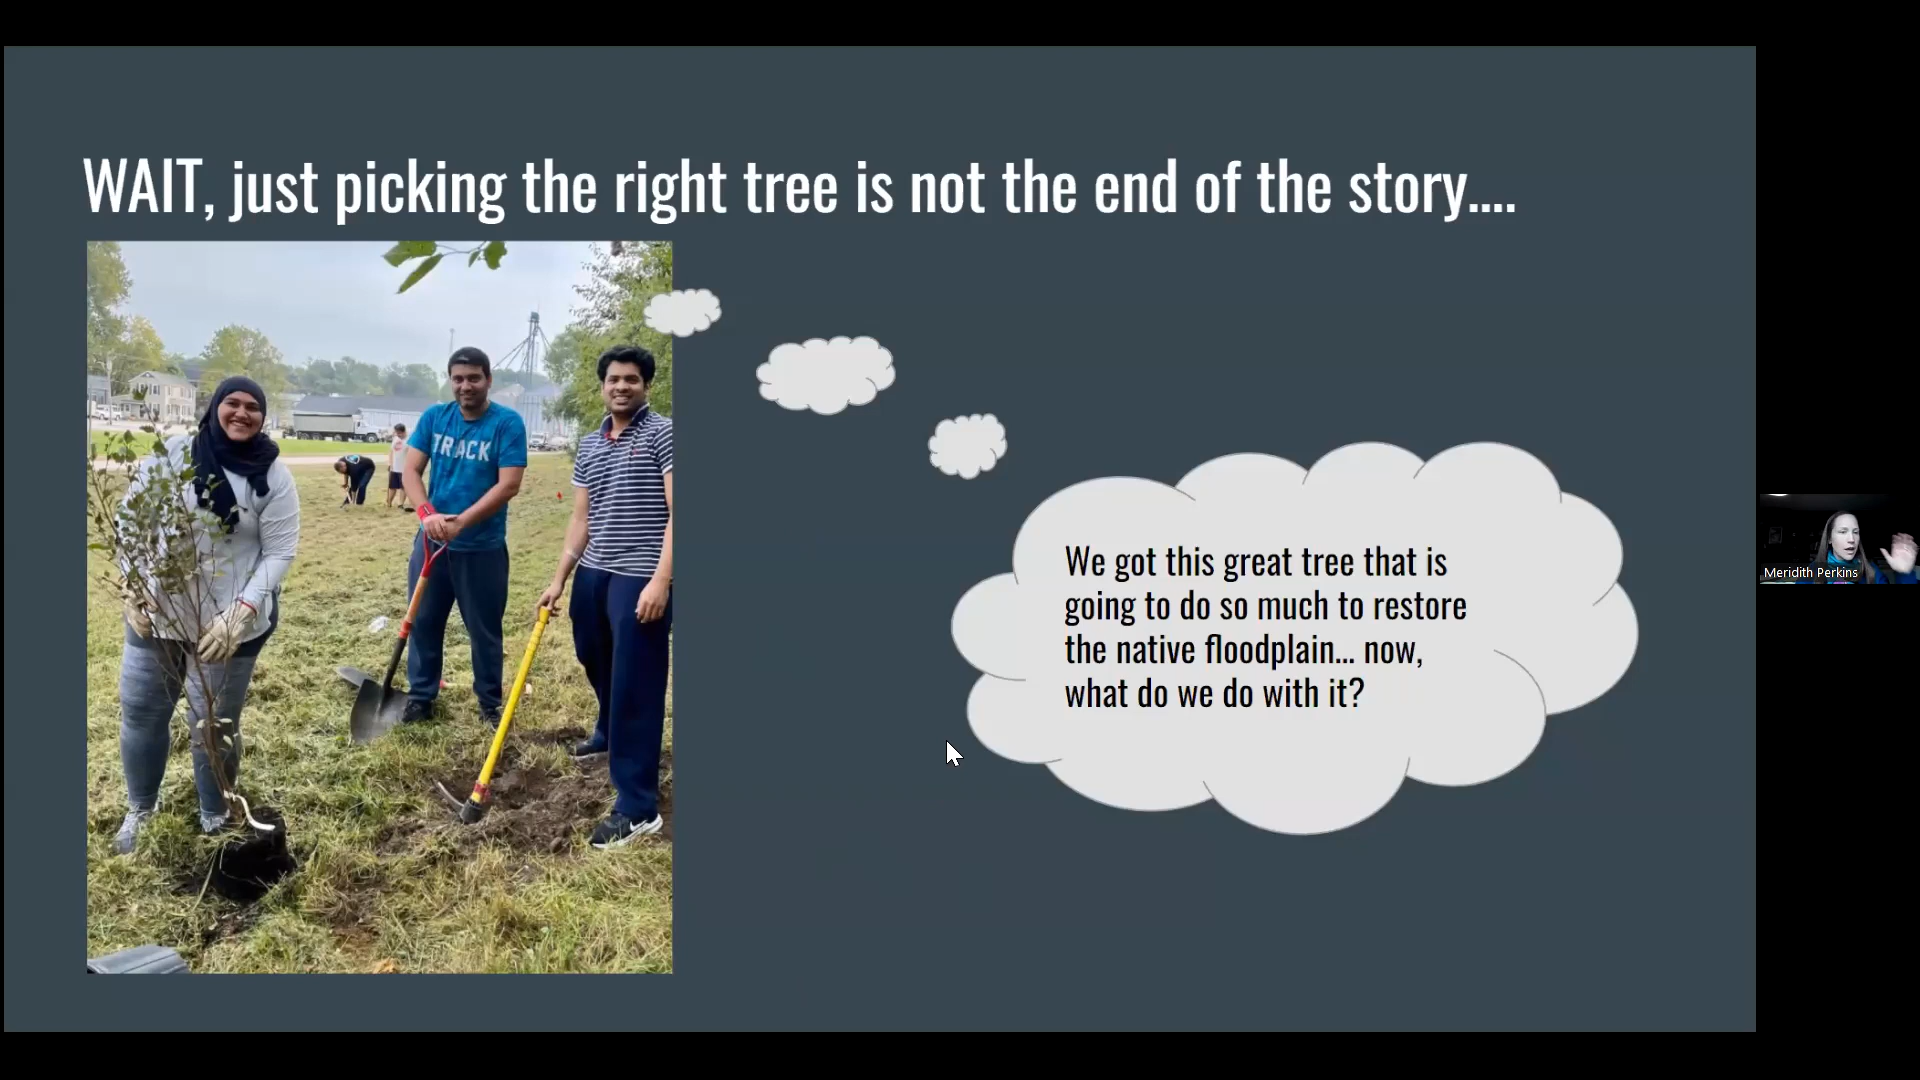 WAIT, just picking the right tree is not the end of the story....
TRACK
We got this great tree that is
going to do so much to restore
the native floodplain... now,
what do we do with it?
Meridith Perkins